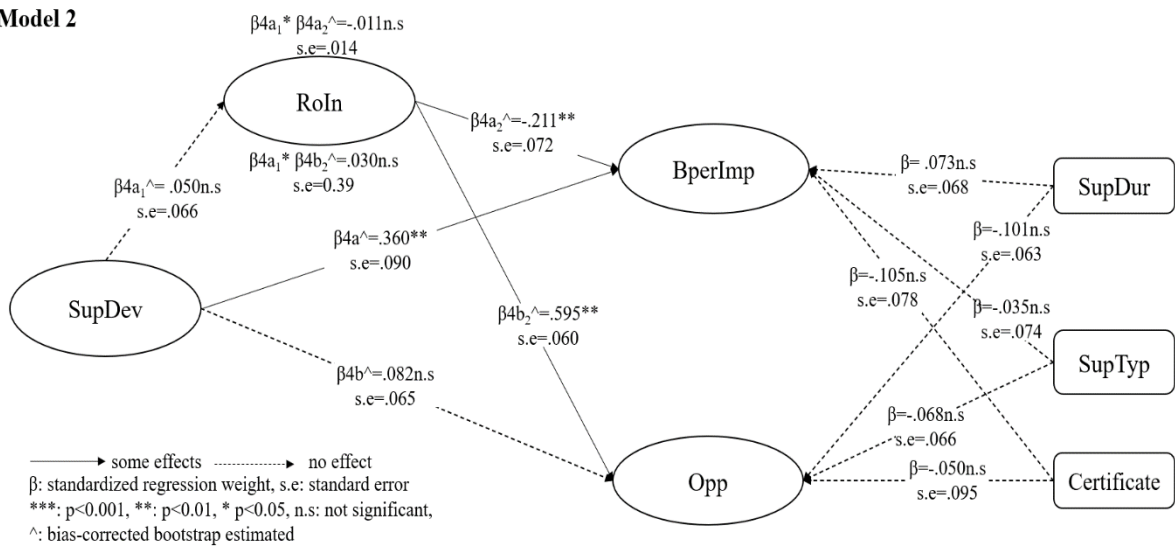 Model 2
β4a₁* β4a₂^=-.011n.s
s.e=.014
RoIn
β4a₁* β4b₂^=.030n.s
s.e=0.39
β4a₁^= .050n.s
s.e=.066
β4a₂^=-.211**
s.e=.072
BperImp
β= .073n.s
s.e=.068
SupDur
β=-.101n.s
s.e=.063
β4a^=.360**
s.e=.090
β=-.105n.s
s.e=.078
SupDev
β4b₂^=.595**
s.e=.060
β=-.035n.s
s.e=.074
SupTyp
β4b^=.082n.s
s.e=.065
β=-.068n.s
s.e=.066
Opp
β=-.050n.s
s.e=.095
Certificate
some effects
no effect
β: standardized regression weight, s.e: standard error
***: p<0.001, **: p<0.01, * p<0.05, n.s: not significant,
^: bias-corrected bootstrap estimated